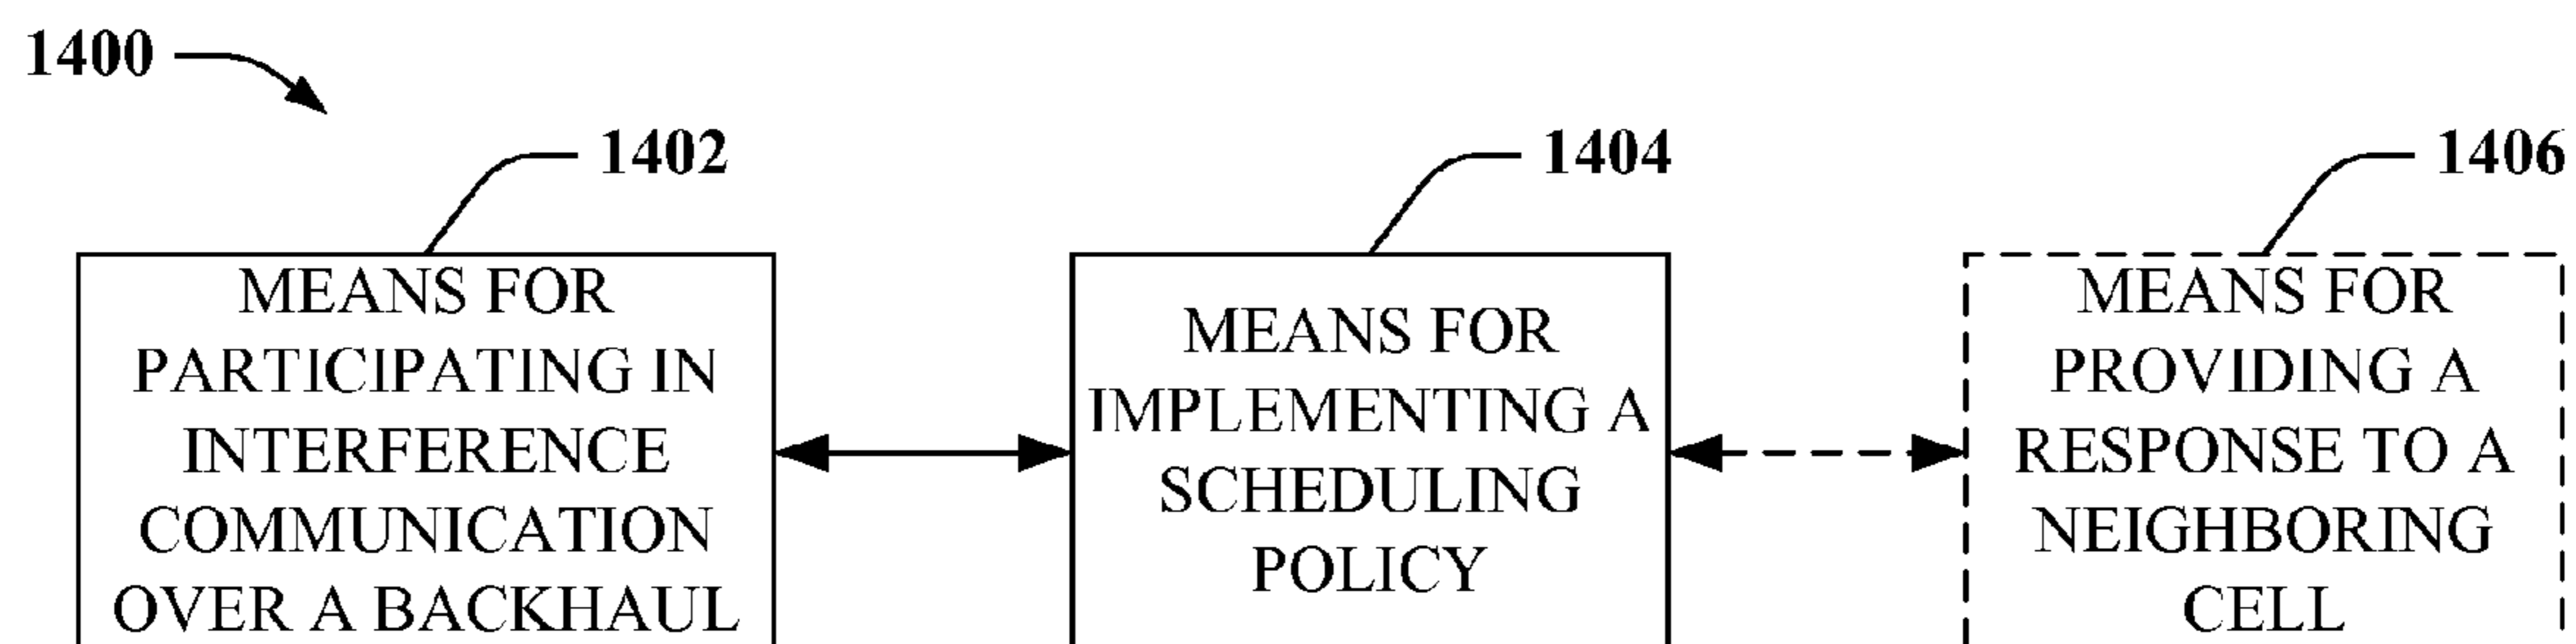 1400
1402
1404
1406
MEANS FOR
PARTICIPATING IN
INTERFERENCE
COMMUNICATION
OVER A BACKHAUL
MEANS FOR
IMPLEMENTING A
SCHEDULING
POLICY
MEANS FOR
PROVIDING A
RESPONSE TO A
NEIGHBORING
CELL